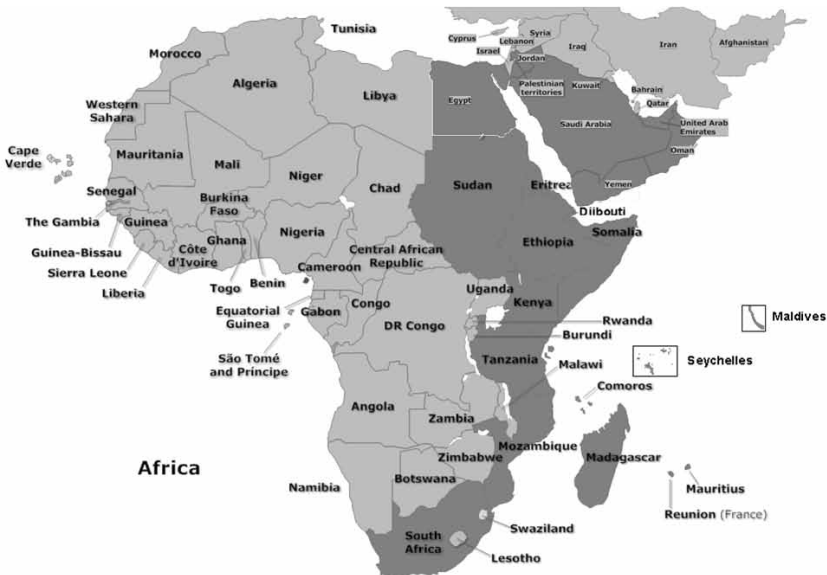 Tunisia
Morocco
Cyprus
Lebanon
Syria
Israel
Iraq
Iran
Afghanistan
Jordan
Algeria
Libya
Egypt
Palestinian
territories
Kuwait
Bahrain
Qatar
Western
Sahara
Saudi Arabia
United Arab
Emirates
Oman
Cape
Verde
Mauritania
Mali
Niger
Chad
Sudan
Eritrea
Yemen
Senegal
Burkina
Faso
Djibouti
The Gambia
Guinea
Nigeria
Somalia
Guinea-Bissau
Ghana
Côte
d'Ivoire
Central African
Republic
Ethiopia
Sierra Leone
Cameroon
Liberia
Togo
Benin
Uganda
Equatorial
Guinea
Gabon
Congo
Kenya
DR Congo
Rwanda
Maldives
Burundi
São Tomé
and Príncipe
Tanzania
Malawi
Seychelles
Comoros
Angola
Zambia
Mozambique
Zimbabwe
Madagascar
Africa
Namibia
Botswana
Mauritius
Reunion (France)
Swaziland
South
Africa
Lesotho